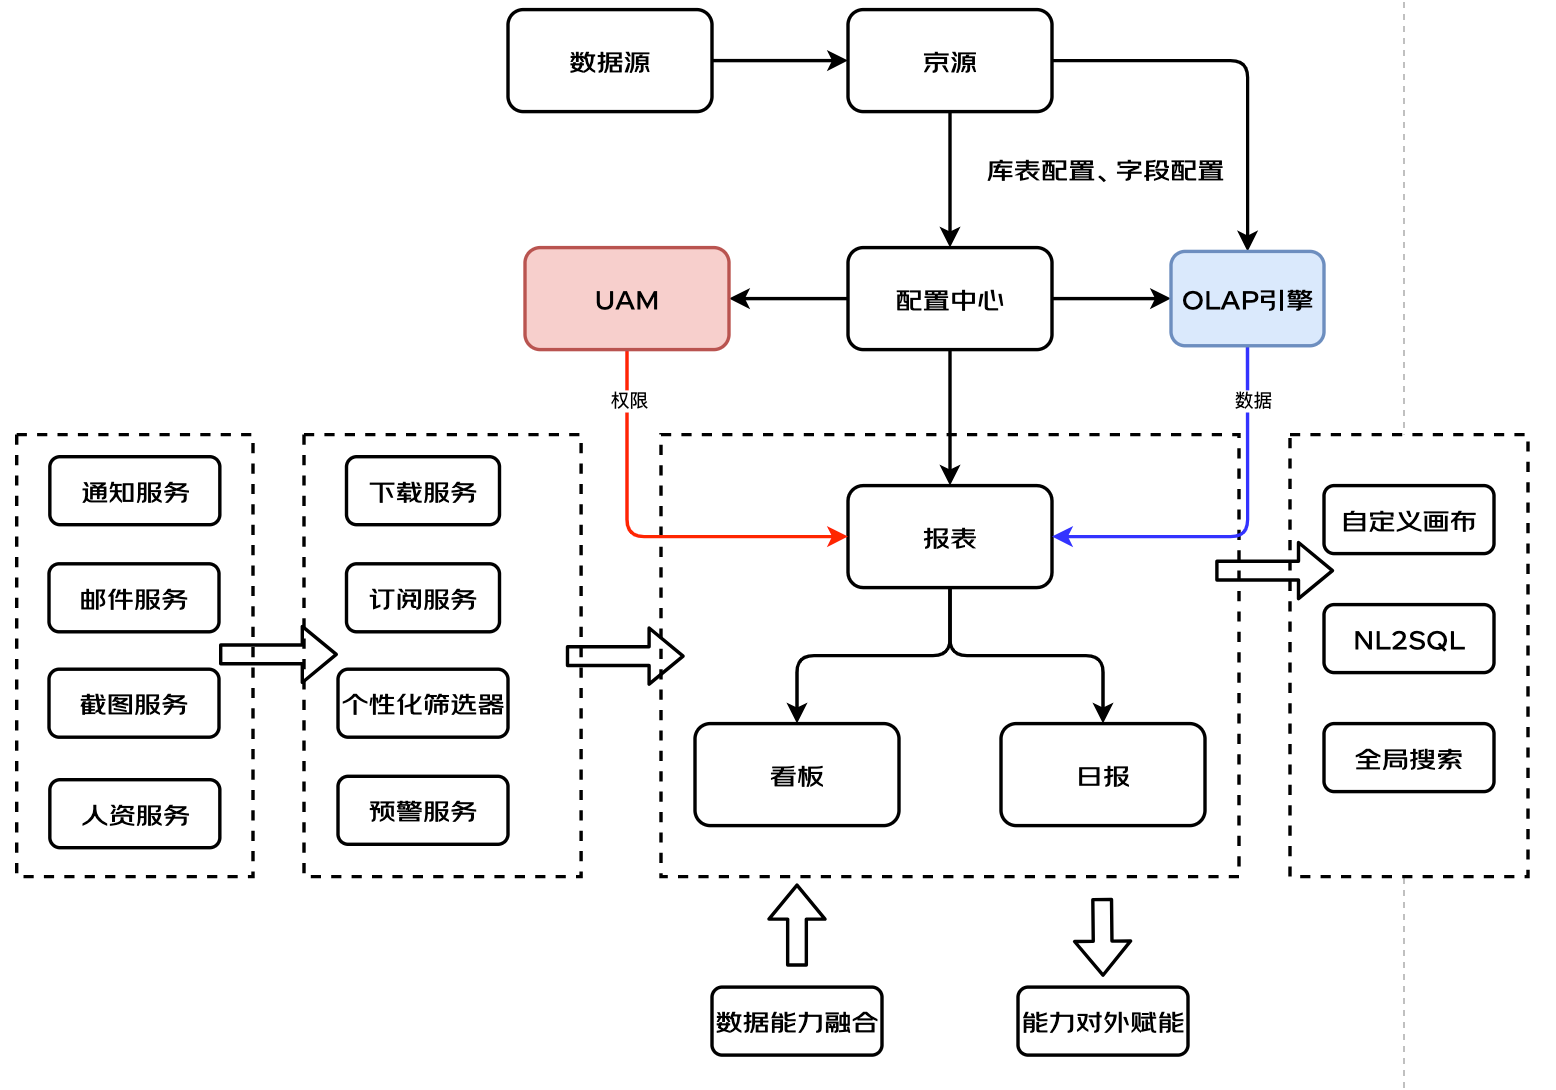 数据源
京源
库表配置、字段配置
UAM
配置中心
OLAP引擎
权限
数据
通知服务
邮件服务
截图服务
人资服务
下载服务
订阅服务
个性化筛选器
预警服务
报表
看板
日报
自定义画布
NL2SQL
全局搜索
数据能力融合
能力对外赋能